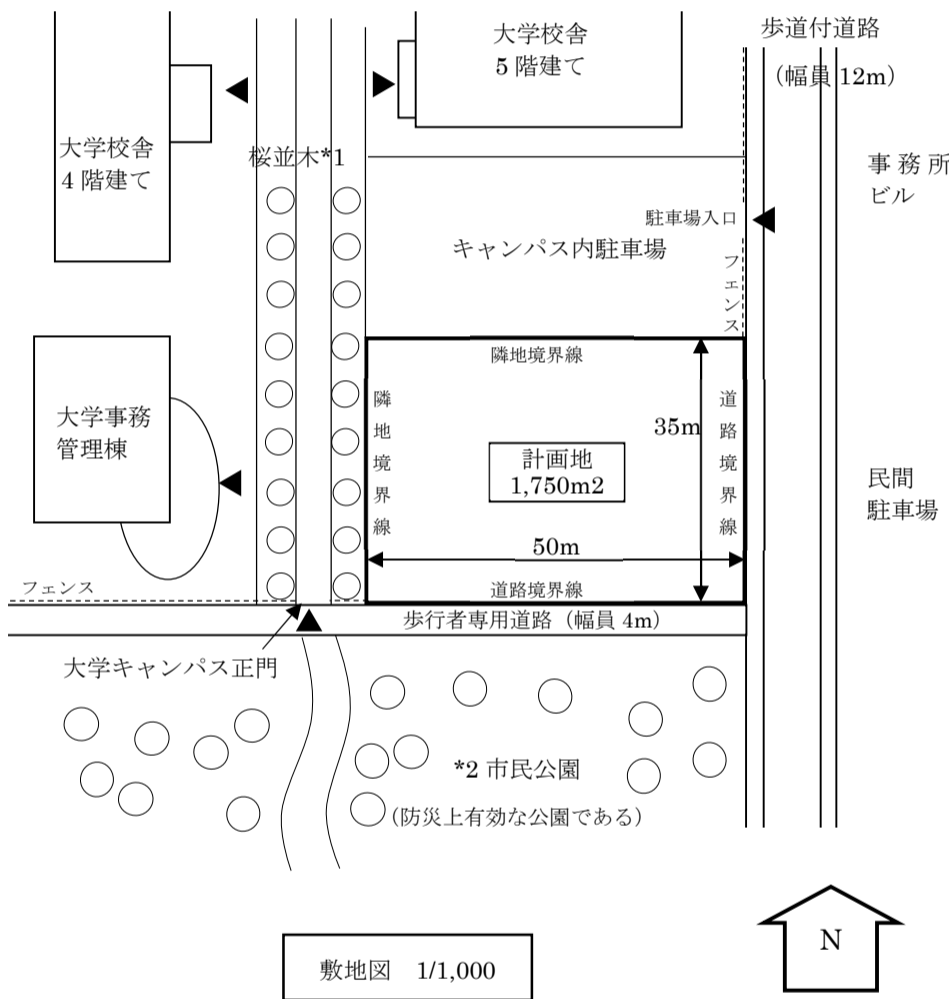 大学校舎
5 階建て
歩道付道路
（幅員 12m）
大学校舎
4 階建て
桜並木*1
事 務 所
ビル
駐車場入口
キャンパス内駐車場
フェンス
隣地境界線
隣地境界線
道路境界線
35m
大学事務
管理棟
計画地
1,750m2
民間
駐車場
50m
フェンス
道路境界線
歩行者専用道路（幅員 4m）
大学キャンパス正門
*2 市民公園
(防災上有効な公園である）
N
敷地図 1/1,000